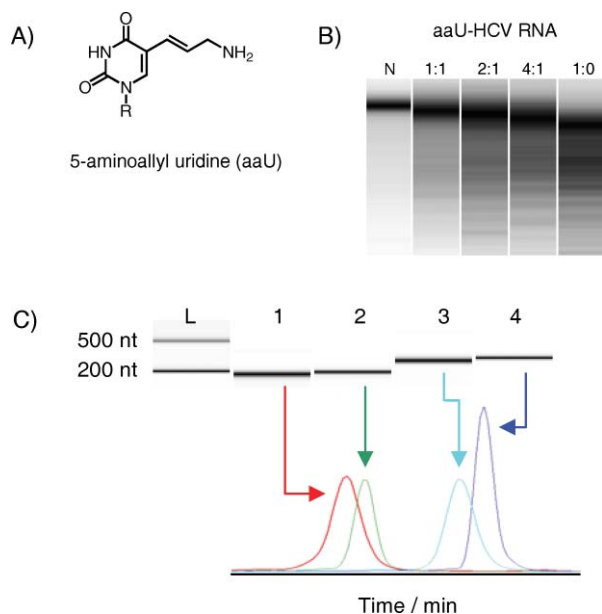 A)
O
HN
O
N
R
NH2
5-aminoallyl uridine (aaU)
B)
aaU-HCV RNA
N 1:1 2:1 4:1 1:0
C)
L 1 2 3 4
500 nt
200 nt
Time / min